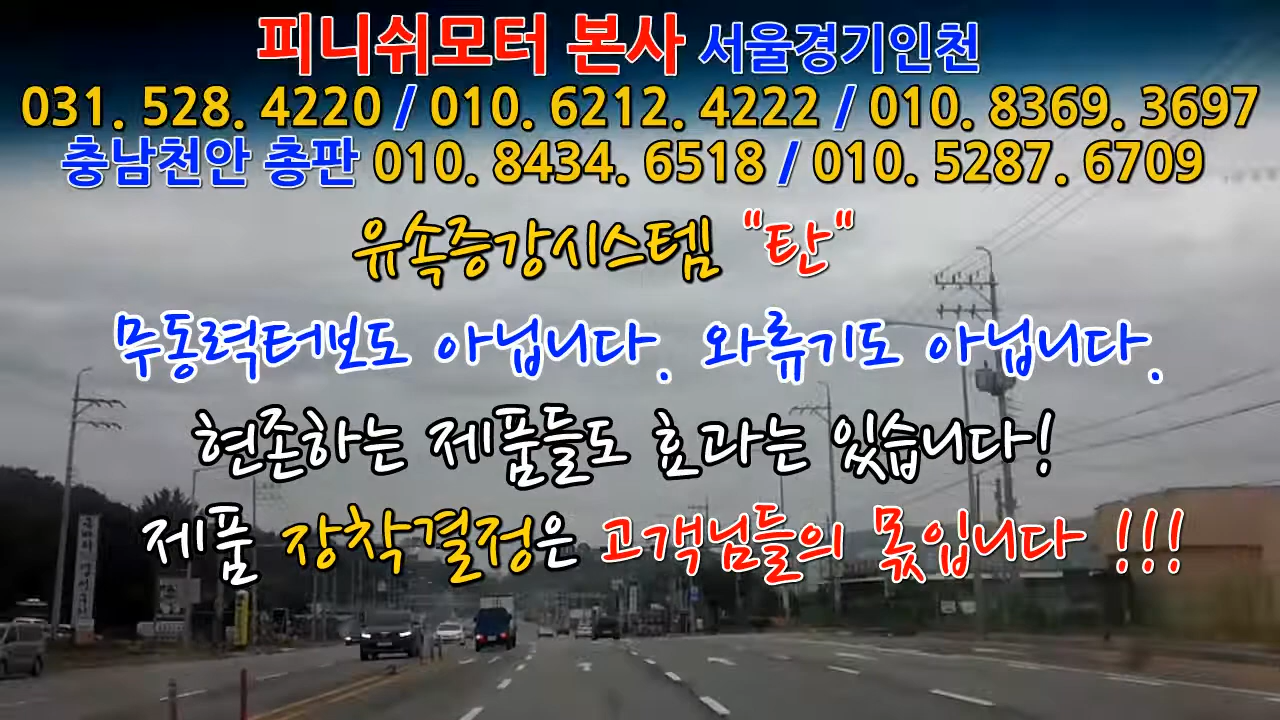 피니쉬모터 본사 서울경기인천
031. 528. 4220 / 010. 6212. 4222 / 010. 8369. 3697
충남천안 총판 010. 8434. 6518 / 010. 5287. 6709
유속증강시스템 "탄"
무동력터보도 아닙니다. 와류기도 아닙니다.
현존하는 제품들도 효과는 있습니다!
제품 장착결정은 고객님들의 몫입니다 !!!